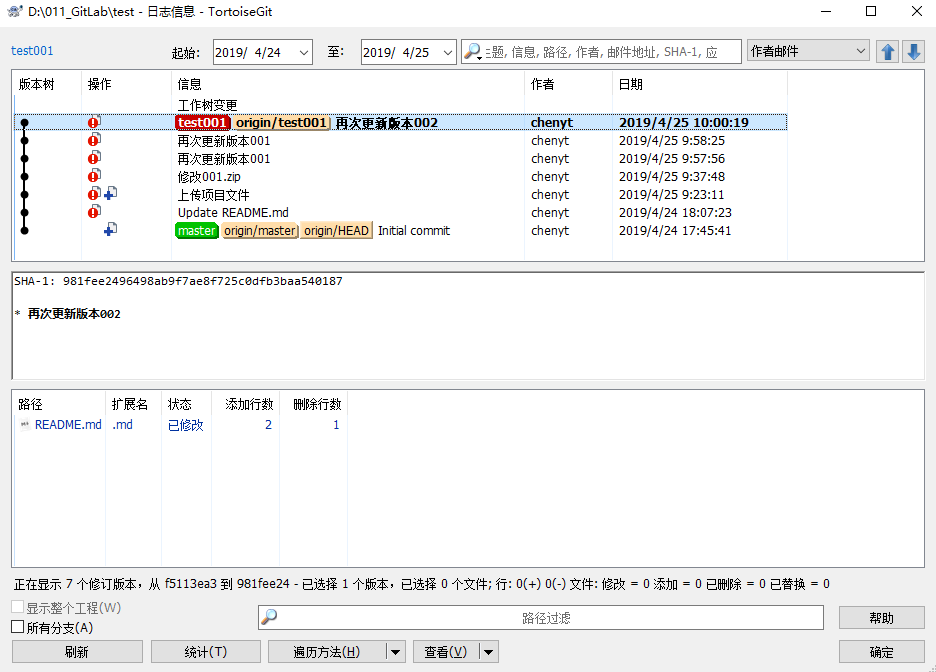 D:\011_GitLab\test - 日志信息 - TortoiseGit
test001 起始: 2019/ 4/24 至: 2019/ 4/25 题, 信息, 路径, 作者, 邮件地址, SHA-1, 应 作者邮件
版本树 操作 信息 作者 日期
工作树变更
test001 origin/test001 再次更新版本002 chenyt 2019/4/25 10:00:19
再次更新版本001 chenyt 2019/4/25 9:58:25
再次更新版本001 chenyt 2019/4/25 9:57:56
修改001.zip chenyt 2019/4/25 9:37:48
上传项目文件 chenyt 2019/4/25 9:23:11
Update README.md chenyt 2019/4/24 18:07:23
master origin/master origin/HEAD Initial commit chenyt 2019/4/24 17:45:41
SHA-1: 981fee2496498ab9f7ae8f725c0dfb3baa540187
* 再次更新版本002
路径 扩展名 状态 添加行数 删除行数
README.md .md 已修改 2 1
正在显示 7 个修订版本，从 f5113ea3 到 981fee24 - 已选择 1 个版本，已选择 0 个文件; 行: 0(+) 0(-) 文件: 修改 = 0 添加 = 0 已删除 = 0 已替换 = 0
显示整个工程(W)
路径过滤 帮助
所有分支(A)
刷新 统计(T) 遍历方法(H) 查看(V) 确定